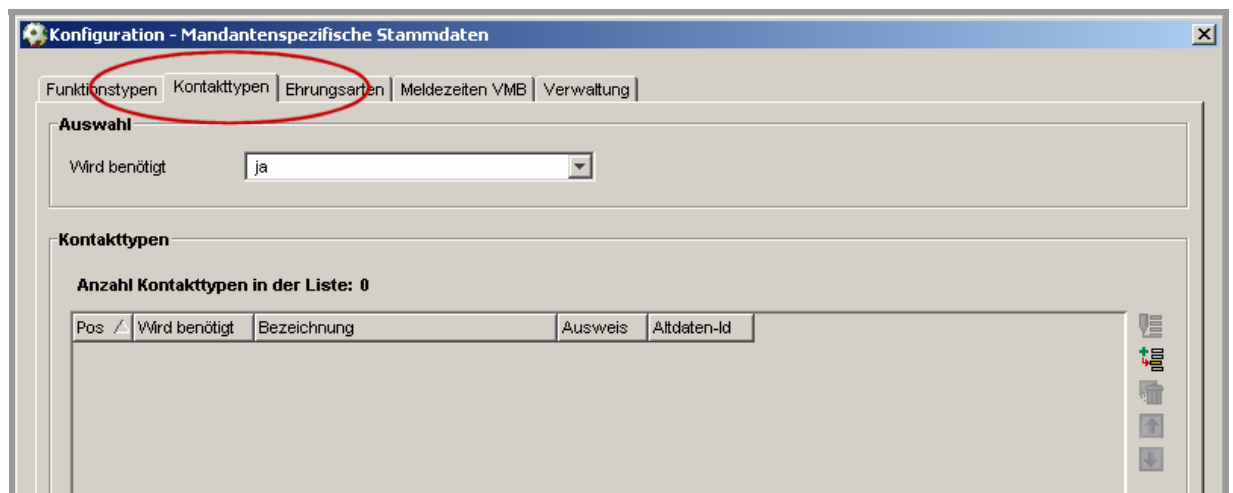 Konfiguration - Mandantenspezifische Stammdaten
Funktionstypen Kontakttypen Ehrungsarten Meldezeiten VMB Verwaltung
Auswahl
Wird benötigt ja
Kontakttypen
Anzahl Kontakttypen in der Liste: 0
Pos Wird benötigt Bezeichnung Ausweis Altdaten-Id